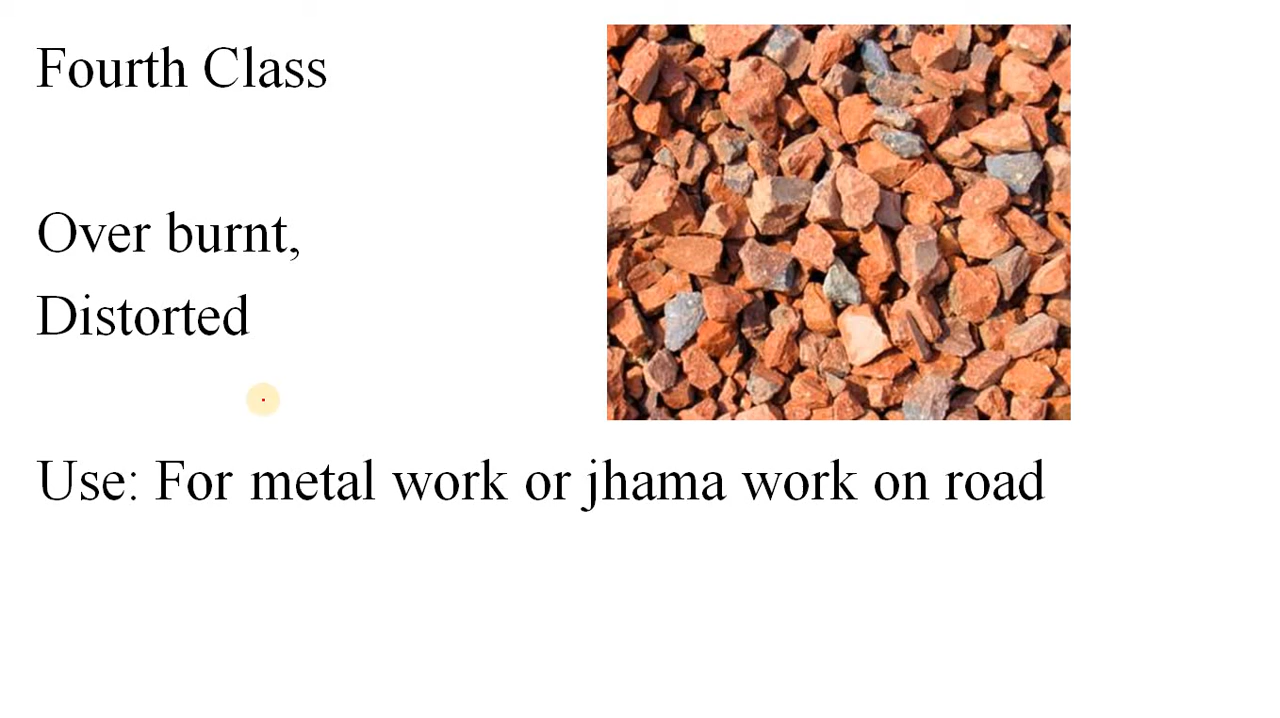 Fourth Class
Over burnt,
Distorted
Use: For metal work or jhama work on road